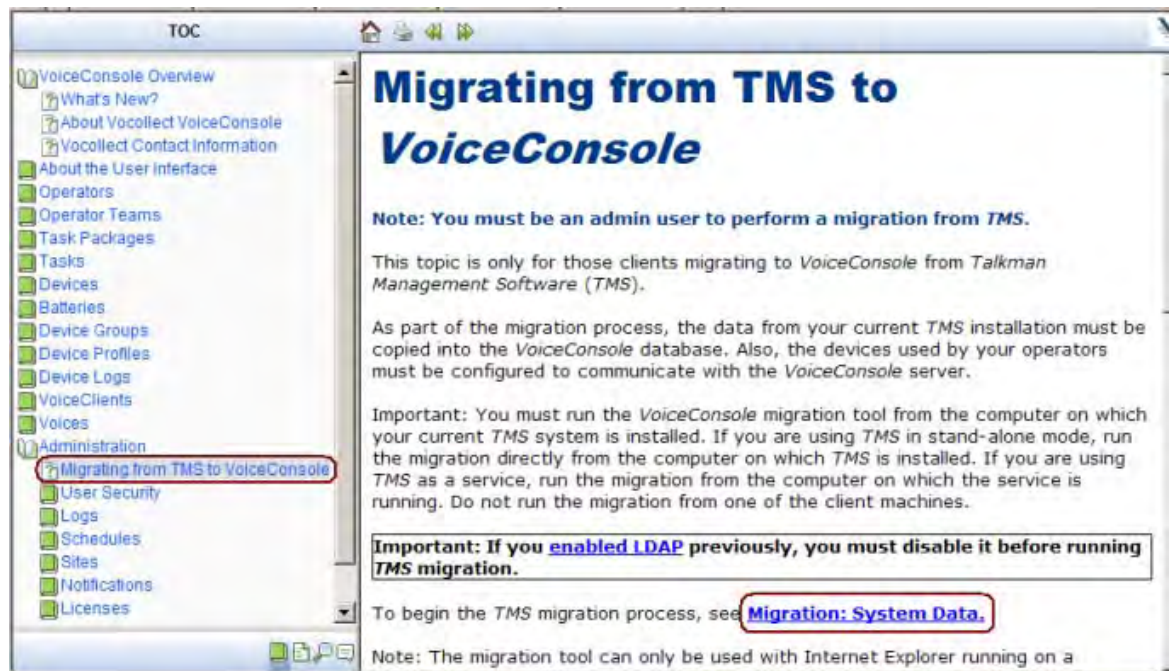 TOC
VoiceConsole Overview
What's New?
About Vocollect VoiceConsole
Vocollect Contact Information
About the User Interface
Operators
Operator Teams
Task Packages
Tasks
Devices
Batteries
Device Groups
Device Profiles
Device Logs
VoiceClients
Voices
Administration
Migrating from TMS to VoiceConsole
User Security
Logs
Schedules
Sites
Notifications
Licenses
Migrating from TMS to
VoiceConsole
Note: You must be an admin user to perform a migration from TMS.
This topic is only for those clients migrating to VoiceConsole from Talkman
Management Software (TMS).
As part of the migration process, the data from your current TMS installation must be
copied into the VoiceConsole database. Also, the devices used by your operators
must be configured to communicate with the VoiceConsole server.
Important: You must run the VoiceConsole migration tool from the computer on which
your current TMS system is installed. If you are using TMS in stand-alone mode, run
the migration directly from the computer on which TMS is installed. If you are using
TMS as a service, run the migration from the computer on which the service is
running. Do not run the migration from one of the client machines.
Important: If you enabled LDAP previously, you must disable it before running
TMS migration.
To begin the TMS migration process, see Migration: System Data.
Note: The migration tool can only be used with Internet Explorer running on a